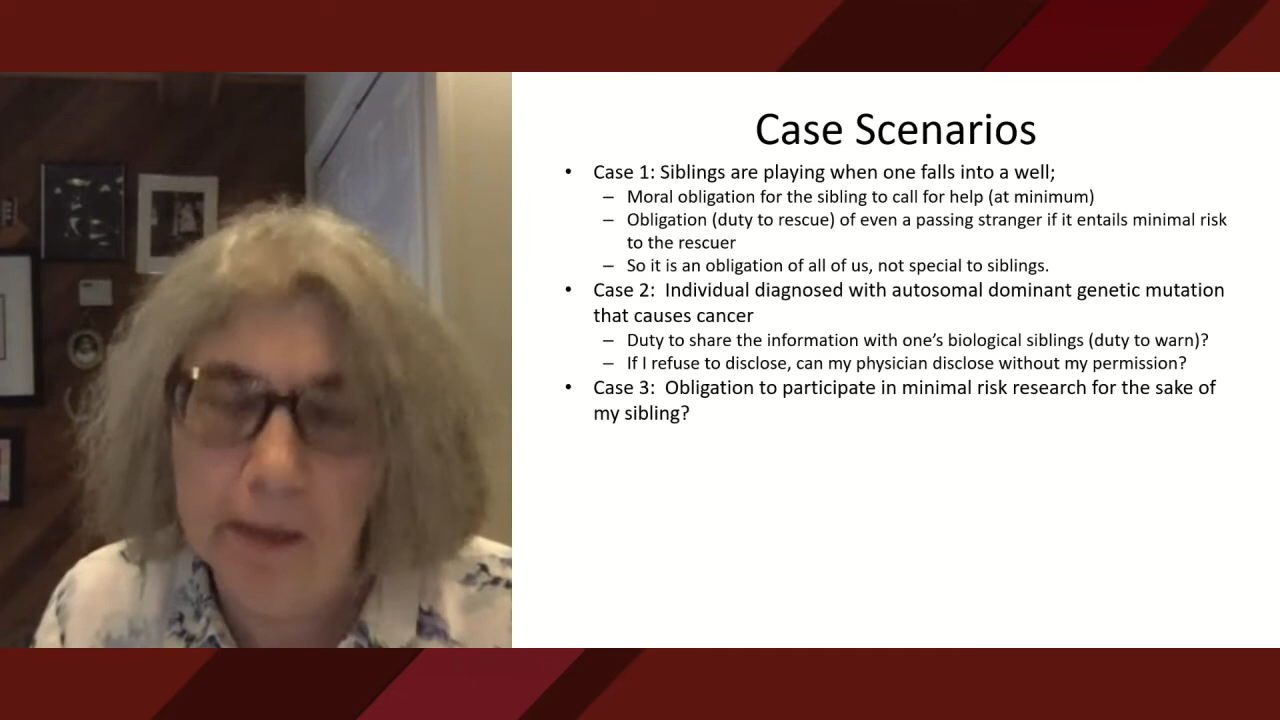 Case Scenarios
• Case 1: Siblings are playing when one falls into a well;
– Moral obligation for the sibling to call for help (at minimum)
– Obligation (duty to rescue) of even a passing stranger if it entails minimal risk
to the rescuer
– So it is an obligation of all of us, not special to siblings.
• Case 2:  Individual diagnosed with autosomal dominant genetic mutation
that causes cancer
– Duty to share the information with one’s biological siblings (duty to warn)?
– If I refuse to disclose, can my physician disclose without my permission?
• Case 3:  Obligation to participate in minimal risk research for the sake of
my sibling?